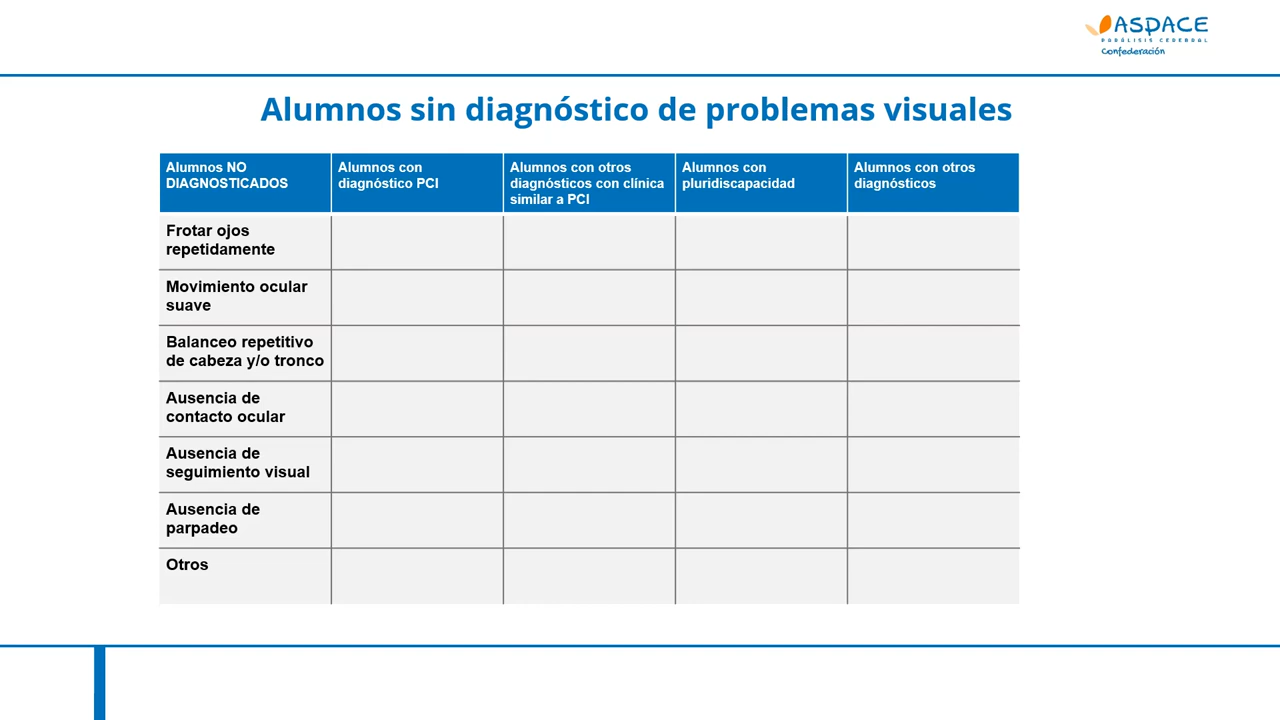 ASPACE
PARÁLISIS CEREBRAL
Confederación
Alumnos sin diagnóstico de problemas visuales
Alumnos NO
DIAGNOSTICADOS
Alumnos con
diagnóstico PCI
Alumnos con otros
diagnósticos con clínica
similar a PCI
Alumnos con
pluridiscapacidad
Alumnos con otros
diagnósticos
Frotar ojos
repetidamente
Movimiento ocular
suave
Balanceo repetitivo
de cabeza y/o tronco
Ausencia de
contacto ocular
Ausencia de
seguimiento visual
Ausencia de
parpadeo
Otros